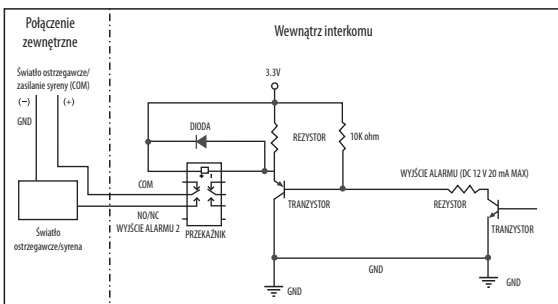 Połączenie
zewnętrzne
Wewnątrz interkomu
Światło ostrzegawcze/
zasilanie syreny (COM)
(−)
(+)
GND
3.3V
DIODA
REZYSTOR
10K ohm
WYJŚCIE ALARMU (DC 12 V 20 mA MAX)
COM
TRANZYSTOR
REZYSTOR
NO/NC
WYJŚCIE ALARMU 2
PRZEKAŹNIK
TRANZYSTOR
Światło
ostrzegawcze/syrena
GND
GND
GND